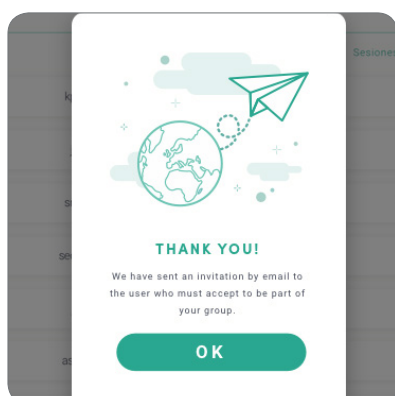 Sesiones
THANK YOU!
We have sent an invitation by email to
the user who must accept to be part of
your group.
OK